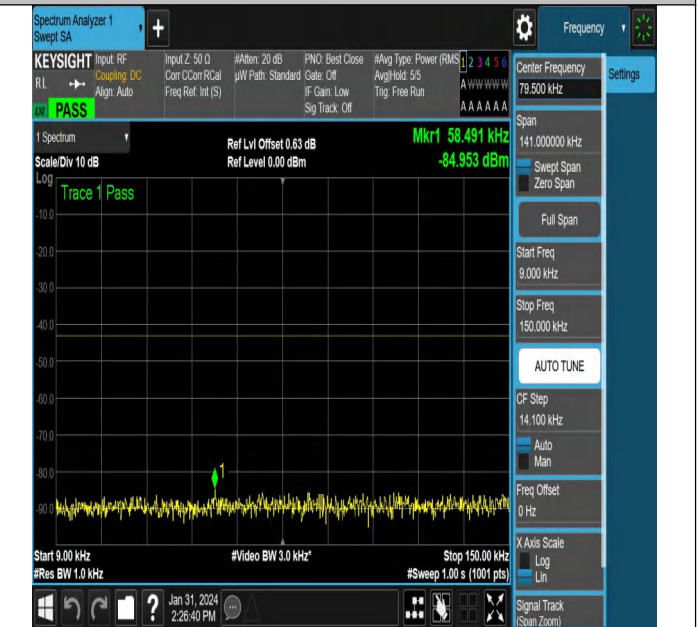 Spectrum Analyzer 1
Swept SA
Frequency
KEYSIGHT
RL
PASS
Input: RF
Coupling: DC
Align: Auto
Input Z: 50 Ω
Corr CCorr RCal
Freq Ref: Int (S)
#Atten: 20 dB
µW Path: Standard
PNO: Best Close
Gate: Off
IF Gain: Low
Sig Track: Off
#Avg Type: Power (RMS
Avg|Hold: 5/5
Trig: Free Run
1 2 3 4 5 6
A W W W W W
A A A A A A
1 Spectrum
Scale/Div 10 dB
Ref Lvl Offset 0.63 dB
Ref Level 0.00 dBm
Mkr1 58.491 kHz
-84.953 dBm
Log
Trace 1 Pass
-10.0
-20.0
-30.0
-40.0
-50.0
-60.0
-70.0
-80.0
-90.0
1
Start 9.00 kHz
#Res BW 1.0 kHz
#Video BW 3.0 kHz*
Stop 150.00 kHz
#Sweep 1.00 s (1001 pts)
?
Jan 31, 2024
2:26:40 PM
Center Frequency
79.500 kHz
Settings
Span
141.000000 kHz
Swept Span
Zero Span
Full Span
Start Freq
9.000 kHz
Stop Freq
150.000 kHz
AUTO TUNE
CF Step
14.100 kHz
Auto
Man
Freq Offset
0 Hz
X Axis Scale
Log
Lin
Signal Track
(Span Zoom)